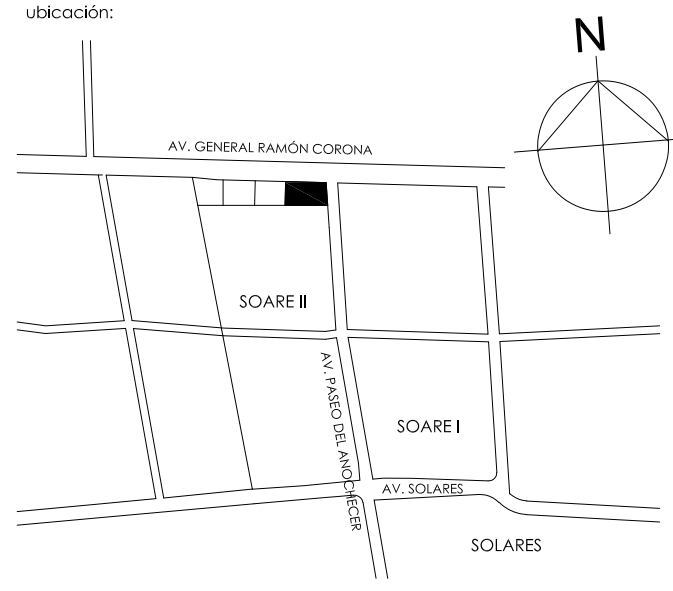 ubicación:
N
AV. GENERAL RAMÓN CORONA
SOARE II
AV. PASEO DEL ANOCHECER
SOARE I
AV. SOLARES
SOLARES